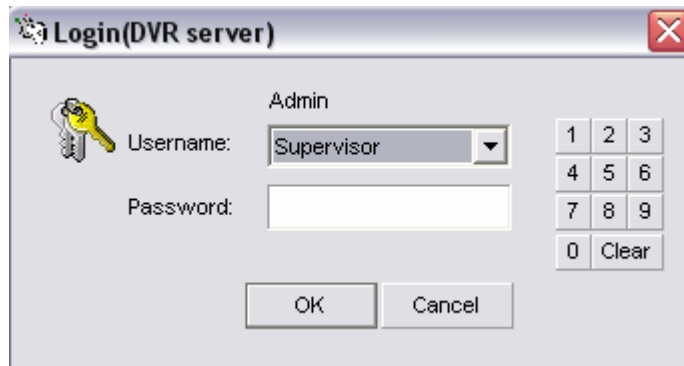 Login(DVR server)
Admin
Username: Supervisor
Password:
1 2 3
4 5 6
7 8 9
0 Clear
OK Cancel